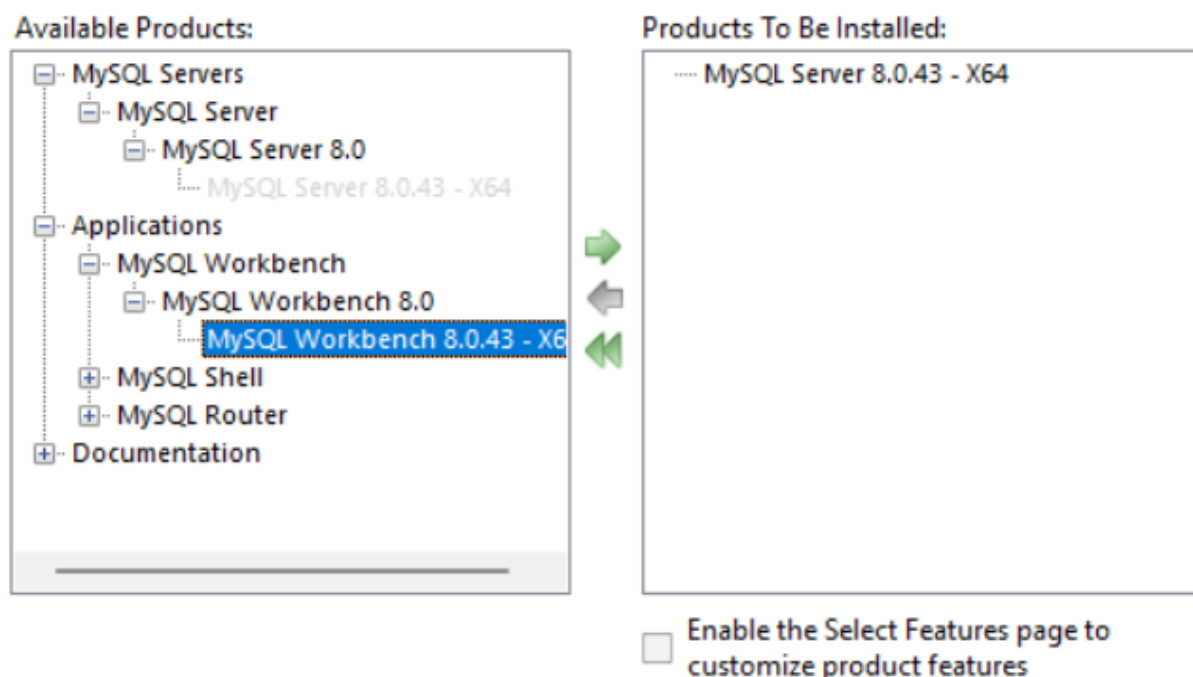 Available Products:
MySQL Servers
MySQL Server
MySQL Server 8.0
MySQL Server 8.0.43 - X64
Applications
MySQL Workbench
MySQL Workbench 8.0
MySQL Workbench 8.0.43 - X6
MySQL Shell
MySQL Router
Documentation
Products To Be Installed:
MySQL Server 8.0.43 - X64
Enable the Select Features page to
customize product features